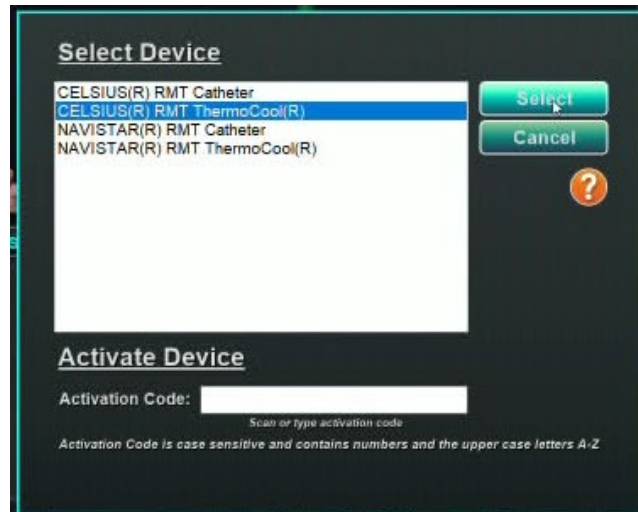 Select Device
CELSIUS(R) RMT Catheter
CELSIUS(R) RMT ThermoCool(R)
NAVISTAR(R) RMT Catheter
NAVISTAR(R) RMT ThermoCool(R)
Select
Cancel
?
Activate Device
Activation Code:
Scan or type activation code
Activation Code is case sensitive and contains numbers and the upper case letters A-Z